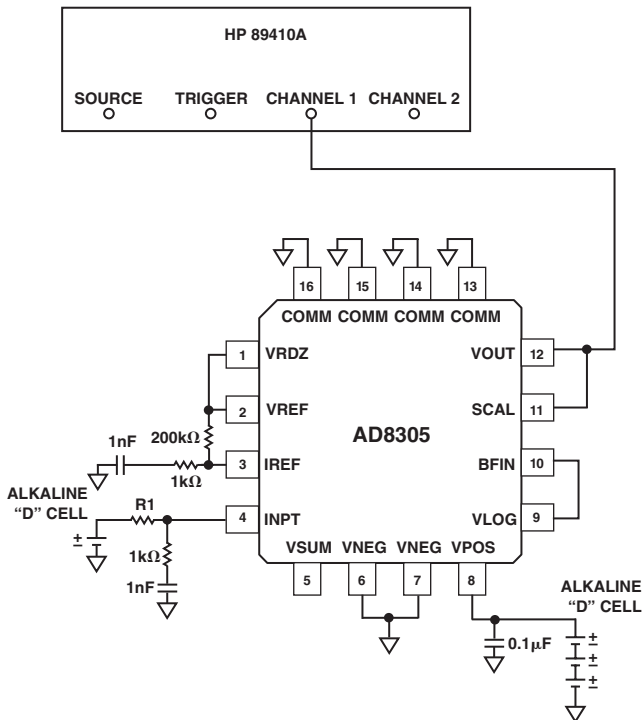 HP 89410A
SOURCE TRIGGER CHANNEL 1 CHANNEL 2
16 15 14 13
COMM COMM COMM COMM
1 VRDZ VOUT 12
2 VREF SCAL 11
200kΩ
AD8305
1nF
3 IREF BFIN 10
1kΩ
ALKALINE
"D" CELL
R1
4 INPT VLOG 9
±
1kΩ
VSUM VNEG VNEG VPOS
5 6 7 8
1nF
ALKALINE
"D" CELL
0.1μF
±
±
±